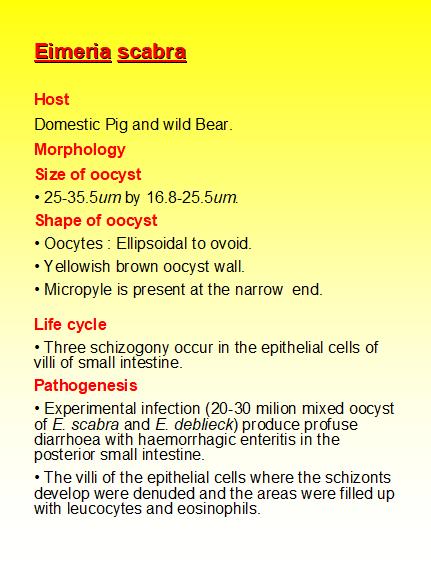 Eimeria scabra
Host
Domestic Pig and wild Bear.
Morphology
Size of oocyst
• 25-35.5um by 16.8-25.5um.
Shape of oocyst
• Oocytes : Ellipsoidal to ovoid.
• Yellowish brown oocyst wall.
• Micropyle is present at the narrow end.
Life cycle
• Three schizogony occur in the epithelial cells of
villi of small intestine.
Pathogenesis
• Experimental infection (20-30 milion mixed oocyst
of E. scabra and E. deblieck) produce profuse
diarrhoea with haemorrhagic enteritis in the
posterior small intestine.
• The villi of the epithelial cells where the schizonts
develop were denuded and the areas were filled up
with leucocytes and eosinophils.